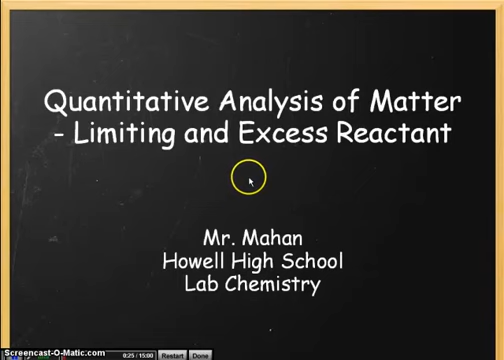 Quantitative Analysis of Matter
- Limiting and Excess Reactant
Mr. Mahan
Howell High School
Lab Chemistry
Screencast-O-Matic.com
0:25 / 15:00 Restart Done